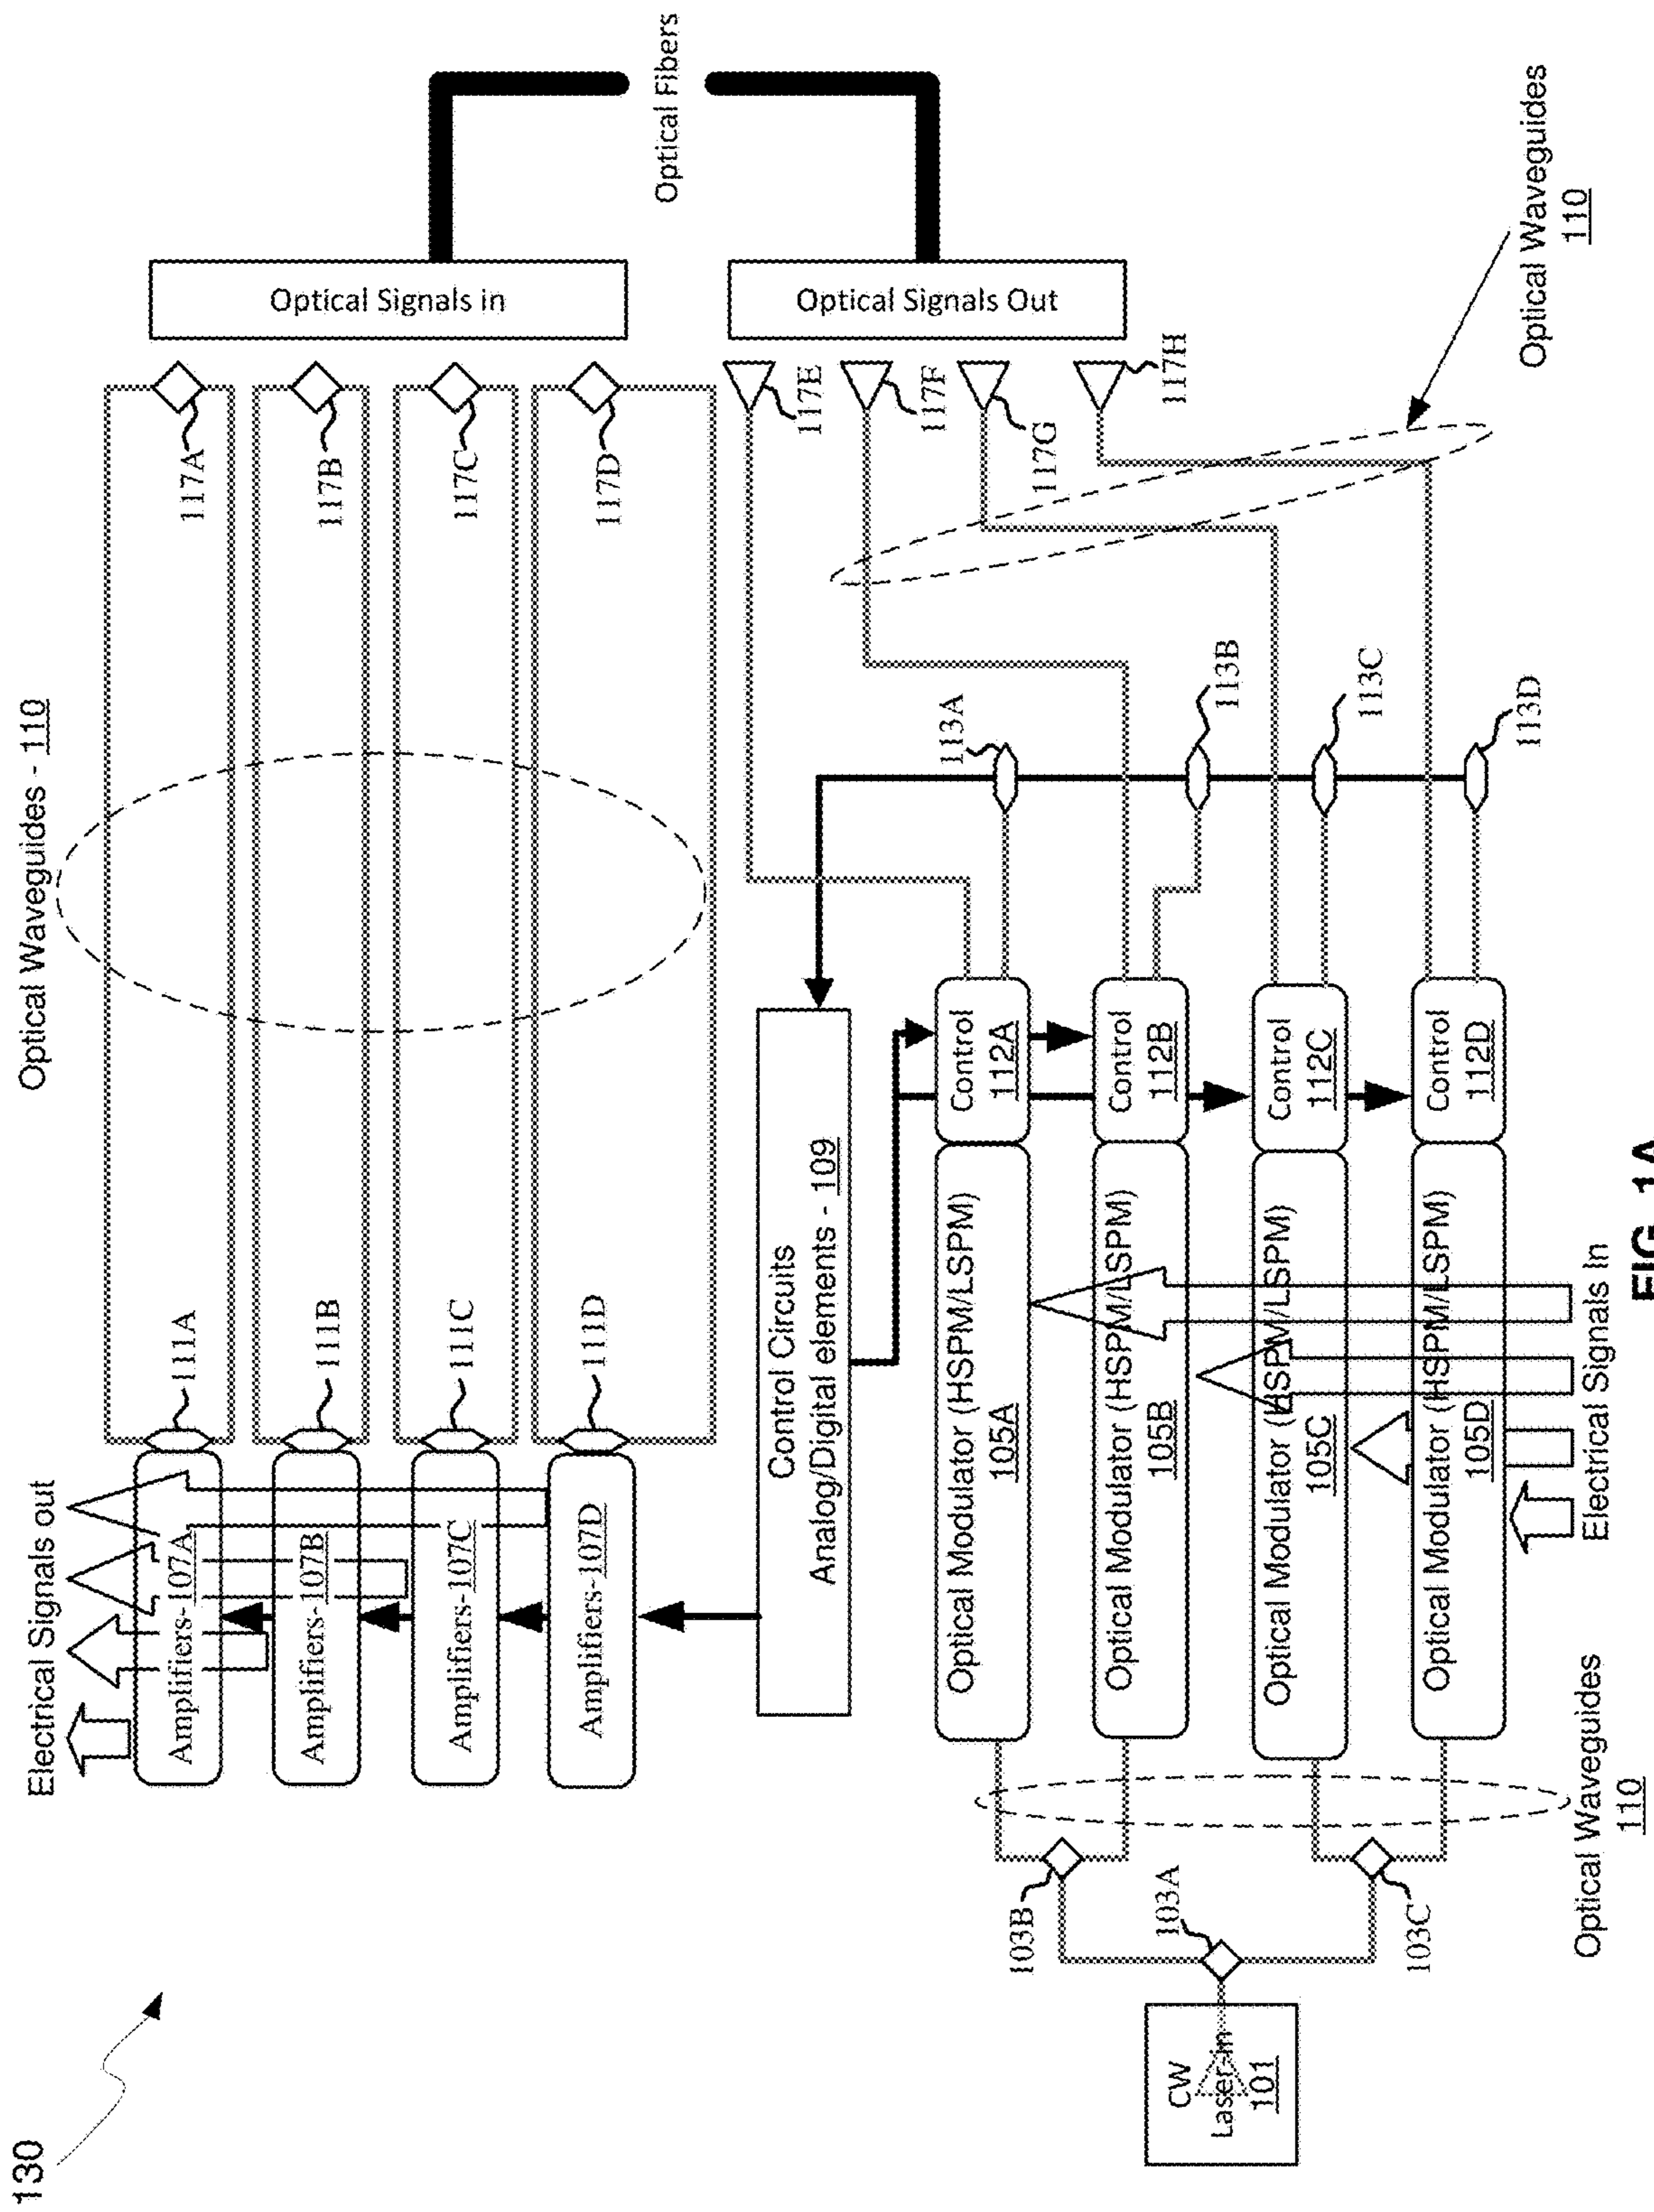 130
Optical Waveguides - 110
Electrical Signals out
Amplifiers-107A
Amplifiers-107B
Amplifiers-107C
Amplifiers-107D
111A
111B
111C
111D
117A
117B
117C
117D
Optical Signals in
Optical Fibers
Optical Signals Out
117E
117F
117G
117H
Optical Waveguides
110
Control Circuits
Analog/Digital elements - 109
113A
113B
113C
113D
Control
112A
Control
112B
Control
112C
Control
112D
Optical Modulator (HSPM/LSPM)
105A
Optical Modulator (HSPM/LSPM)
105B
Optical Modulator (HSPM/LSPM)
105C
Optical Modulator (HSPM/LSPM)
105D
103B
103A
103C
CW
Laser-in
101
Optical Waveguides
110
Electrical Signals In
FIG. 1A